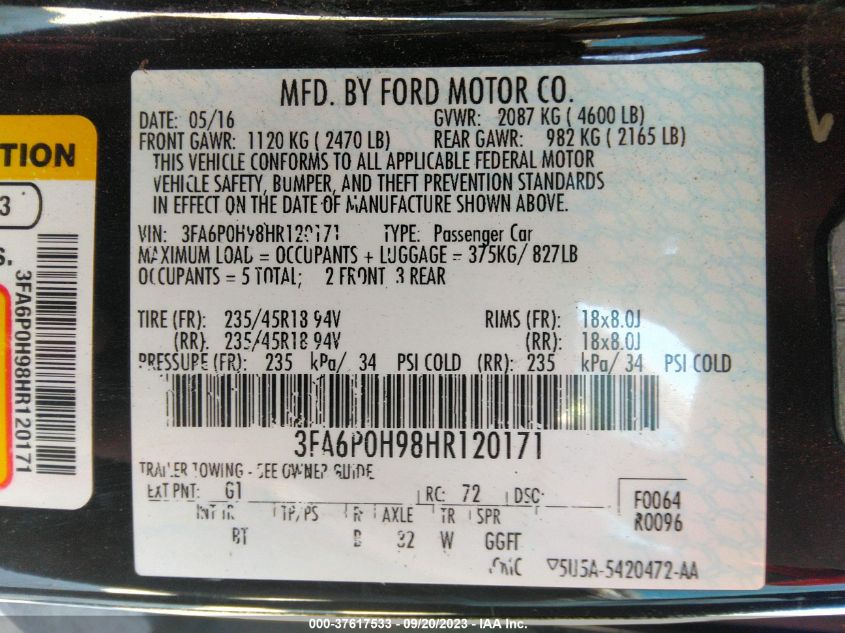 MFD. BY FORD MOTOR CO.
DATE: 05/16 GVWR: 2087 KG ( 4600 LB)
FRONT GAWR: 1120 KG ( 2470 LB) REAR GAWR: 982 KG ( 2165 LB)
THIS VEHICLE CONFORMS TO ALL APPLICABLE FEDERAL MOTOR
VEHICLE SAFETY, BUMPER, AND THEFT PREVENTION STANDARDS
IN EFFECT ON THE DATE OF MANUFACTURE SHOWN ABOVE.
VIN: 3FA6P0H98HR120171 TYPE: Passenger Car
MAXIMUM LOAD = OCCUPANTS + LUGGAGE = 375KG/ 827LB
OCCUPANTS = 5 TOTAL; 2 FRONT 3 REAR
TIRE (FR): 235/45R18 94V RIMS (FR): 18x8.0J
(RR): 235/45R18 94V (RR): 18x8.0J
PRESSURE (FR): 235 kPa/ 34 PSI COLD (RR): 235 kPa/ 34 PSI COLD
3FA6P0H98HR120171
TRAILER TOWING - SEE OWNER GUIDE
EXT PNT: G1 RC: 72 DSO: F0064
R0096
INT TR TP/PS R AXLE TR SPR
BT B 32 W GGFF
5U5A-5420472-AA
TION
3
S.
3FA6P0H98HR120171
000-37617533 - 09/20/2023 - IAA Inc.